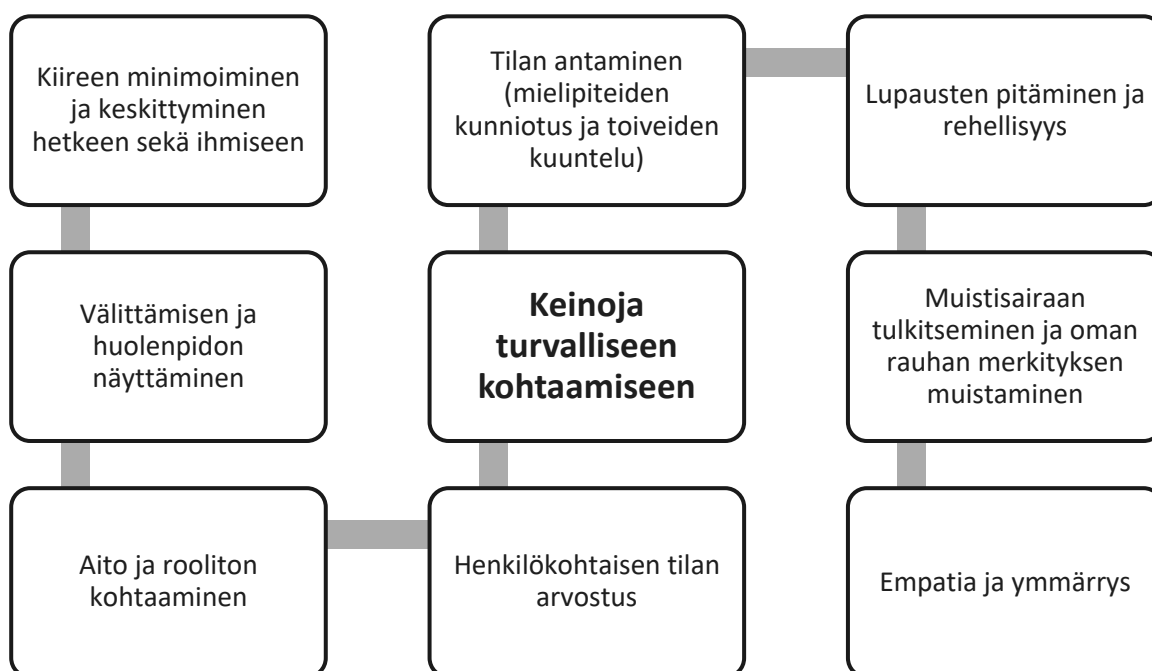 Kiireen minimoiminen
ja keskittyminen
hetkeen sekä ihmiseen
Välittämisen ja
huolenpidon
näyttäminen
Aito ja rooliton
kohtaaminen
Henkilökohtaisen tilan
arvostus
Keinoja
turvalliseen
kohtaamiseen
Tilan antaminen
(mielipiteiden
kunniotus ja toiveiden
kuuntelu)
Lupausten pitäminen ja
rehellisyys
Muistisairaan
tulkitseminen ja oman
rauhan merkityksen
muistaminen
Empatia ja ymmärrys